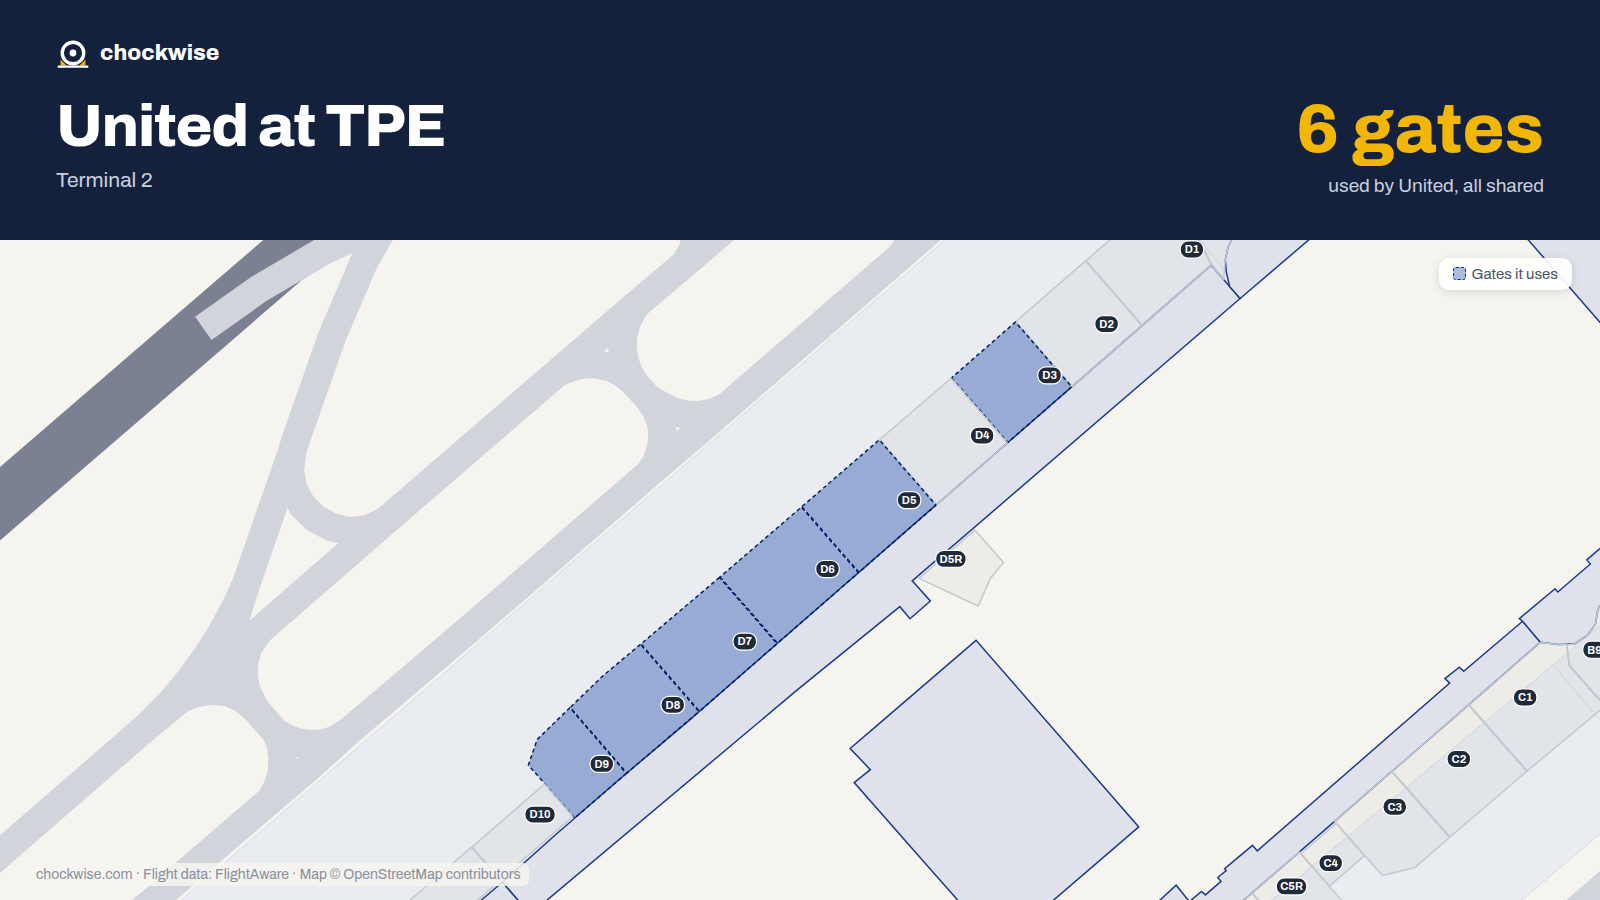 chockwise
United at TPE
Terminal 2
6 gates
used by United, all shared
Gates it uses
D1
D2
D3
D4
D5
D5R
D6
D7
D8
D9
D10
B9
C1
C2
C3
C4
C5R
chockwise.com · Flight data: FlightAware · Map © OpenStreetMap contributors